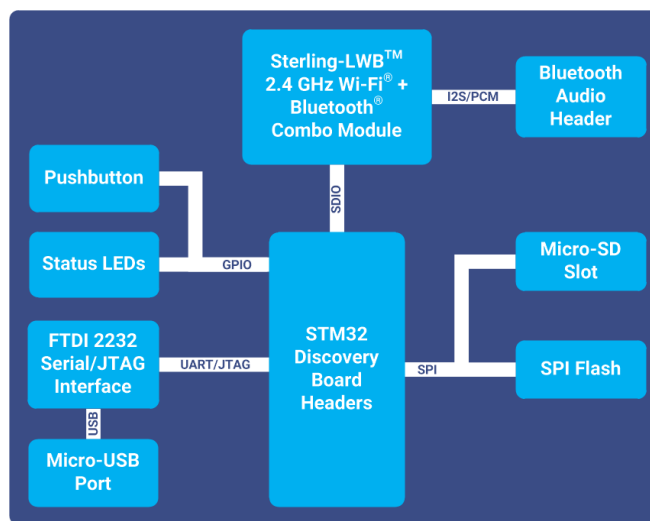 Sterling-LWB™
2.4 GHz Wi-Fi® +
Bluetooth®
Combo Module
I2S/PCM
Bluetooth
Audio
Header
SDIO
Pushbutton
Status LEDs
GPIO
FTDI 2232
Serial/JTAG
Interface
UART/JTAG
USB
Micro-USB
Port
STM32
Discovery
Board
Headers
SPI
Micro-SD
Slot
SPI Flash